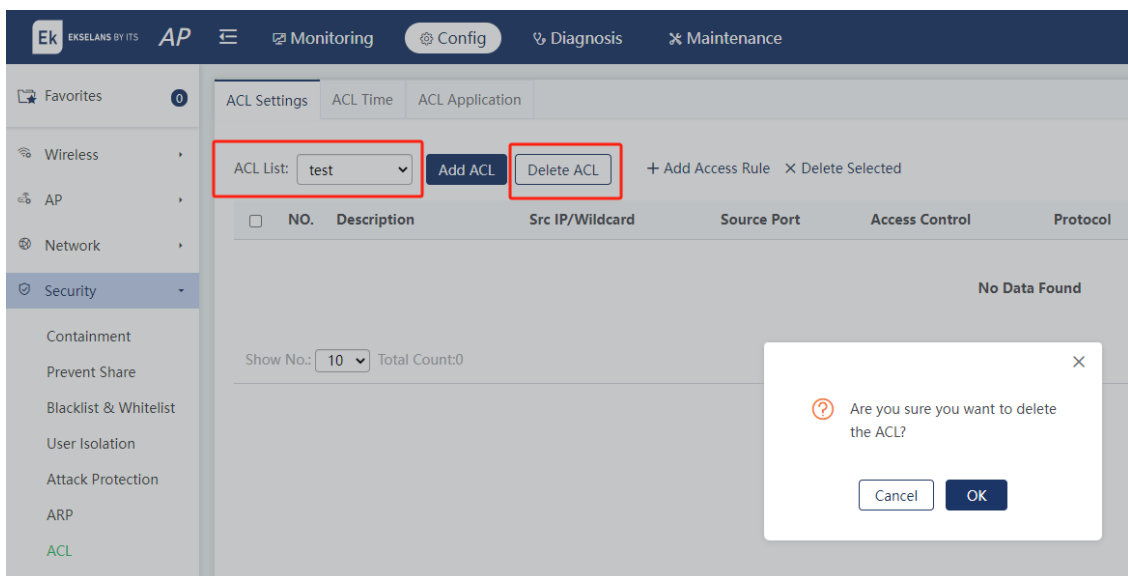 Ek EKSELANS BY ITS AP Monitoring Config Diagnosis Maintenance
Favorites 0
Wireless
AP
Network
Security
Containment
Prevent Share
Blacklist & Whitelist
User Isolation
Attack Protection
ARP
ACL
ACL Settings ACL Time ACL Application
ACL List: test Add ACL Delete ACL + Add Access Rule X Delete Selected
NO. Description Src IP/Wildcard Source Port Access Control Protocol
No Data Found
Show No.: 10 Total Count:0
Are you sure you want to delete
the ACL?
Cancel OK